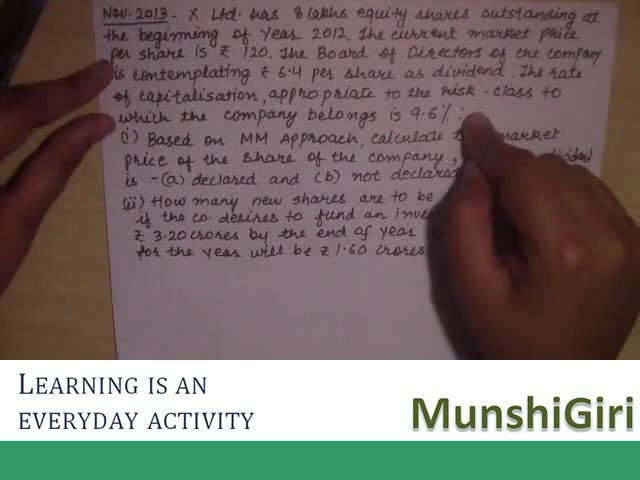 Nov. 2013 - X Ltd. has 8 lakhs equity shares outstanding at
the beginning of Year 2012. The current market price
per share is ₹ 120. The Board of Directors of the company
is contemplating ₹ 6.4 per share as dividend. The rate
of capitalisation, appropriate to the risk-class to
which the company belongs is 9.6% :
(i) Based on MM Approach, calculate market
price of the share of the company,
is - (a) declared and (b) not declared
(ii) How many new shares are to be
if the co. desires to fund an
₹ 3.20 crores by the end of year
for the year will be ₹ 1.60 crores
LEARNING IS AN
EVERYDAY ACTIVITY
MunshiGiri